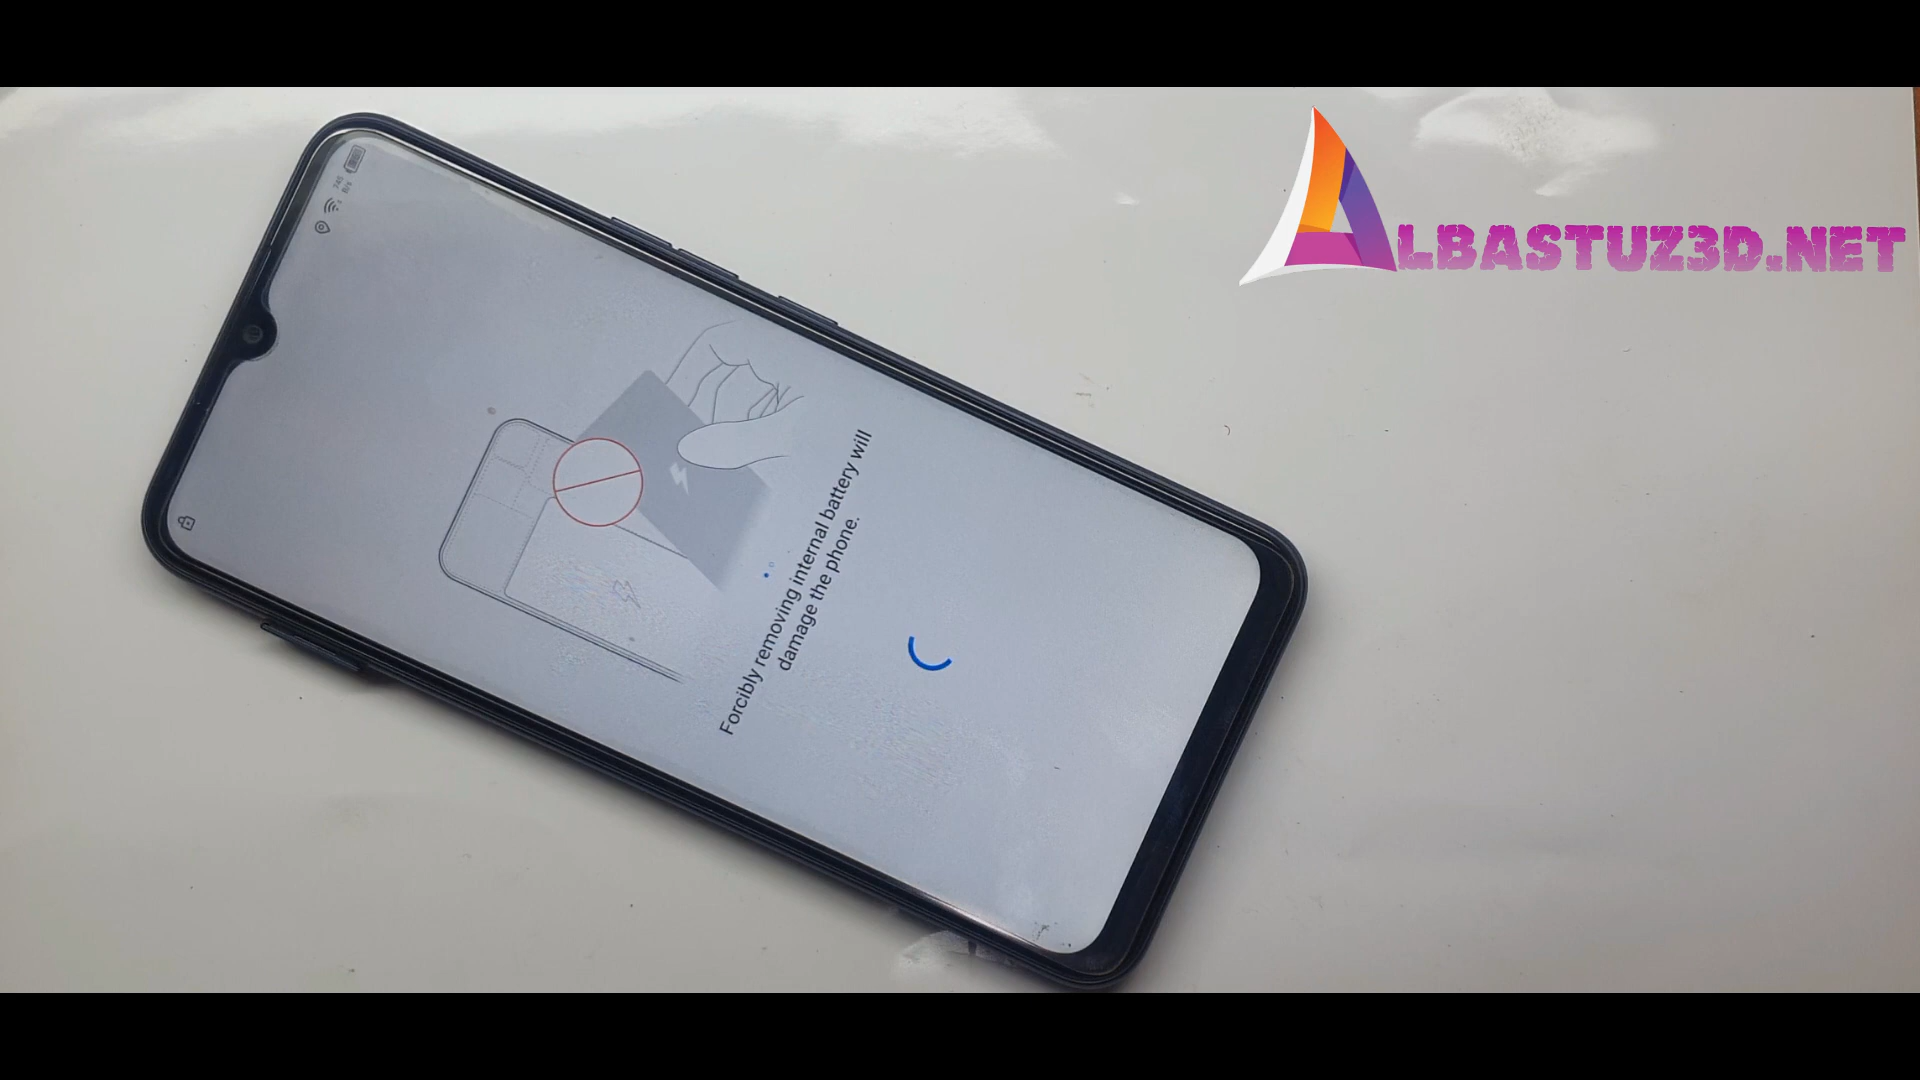 ALBASTUZ3D.NET
Forcibly removing internal battery will
damage the phone.